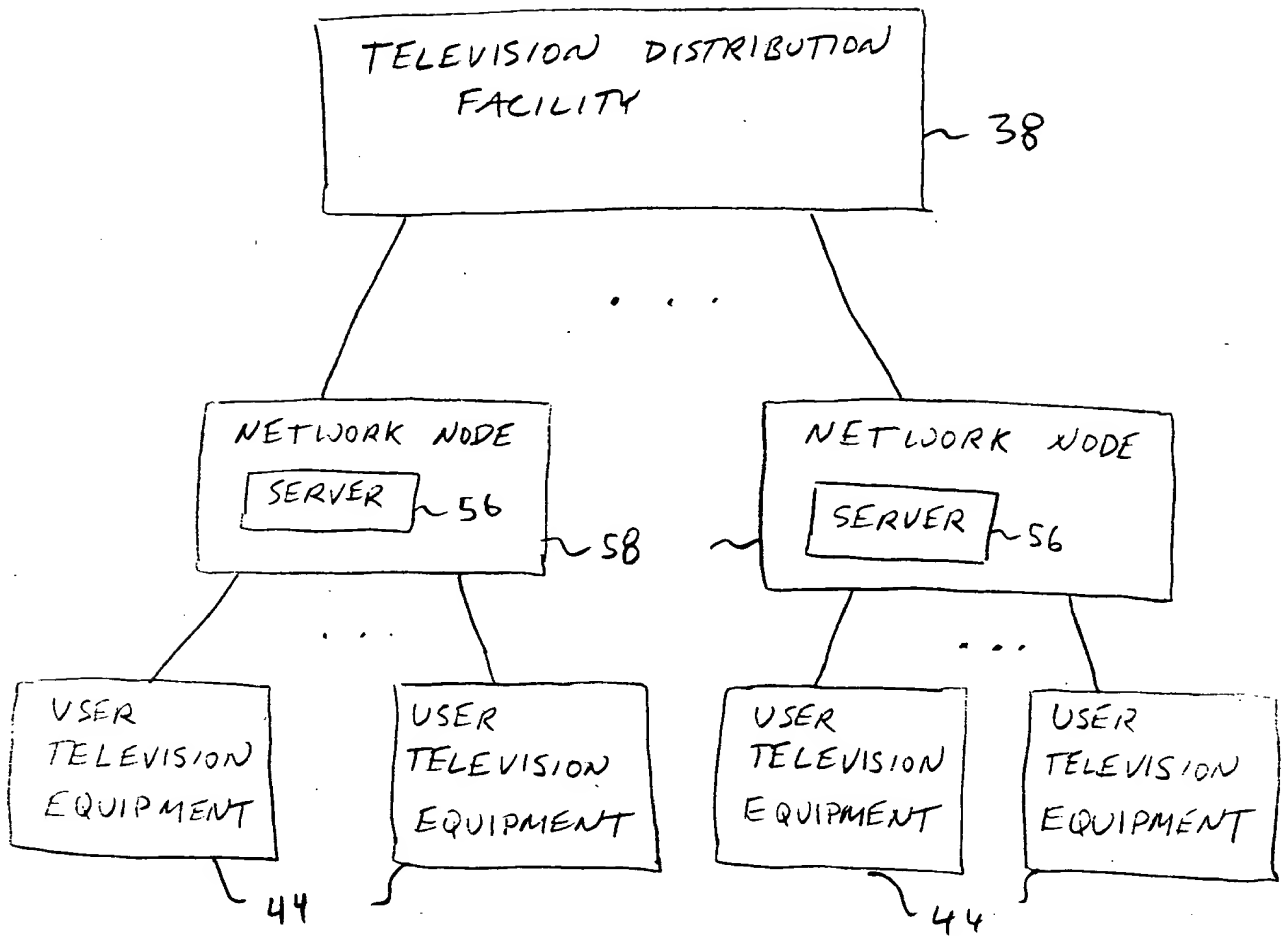 TELEVISION DISTRIBUTION
FACILITY
38
NETWORK NODE
SERVER
56
58
NETWORK NODE
SERVER
56
USER
TELEVISION
EQUIPMENT
USER
TELEVISION
EQUIPMENT
44
USER
TELEVISION
EQUIPMENT
USER
TELEVISION
EQUIPMENT
44